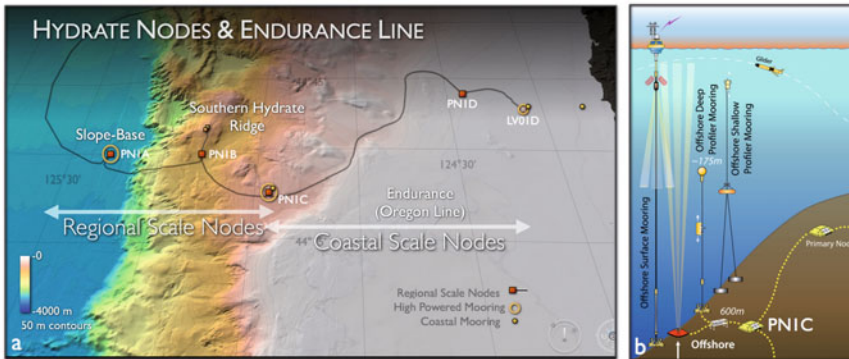 HYDRATE NODES & ENDURANCE LINE
44°45'
Southern Hydrate
Ridge
PN1D
LV01D
Slope-Base
PN1A
PN1B
125°30'
124°30'
PN1C
Endurance
(Oregon Line)
Regional Scale Nodes
Coastal Scale Nodes
44°
-0
-4000 m
50 m contours
Regional Scale Nodes
High Powered Mooring
Coastal Mooring
a
Glider
Offshore Surface Mooring
Offshore Deep
Profiler Mooring
~175m
Offshore Shallow
Profiler Mooring
Primary Node
600m
PN1C
Offshore
b